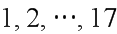 1, 2, ⋯, 17